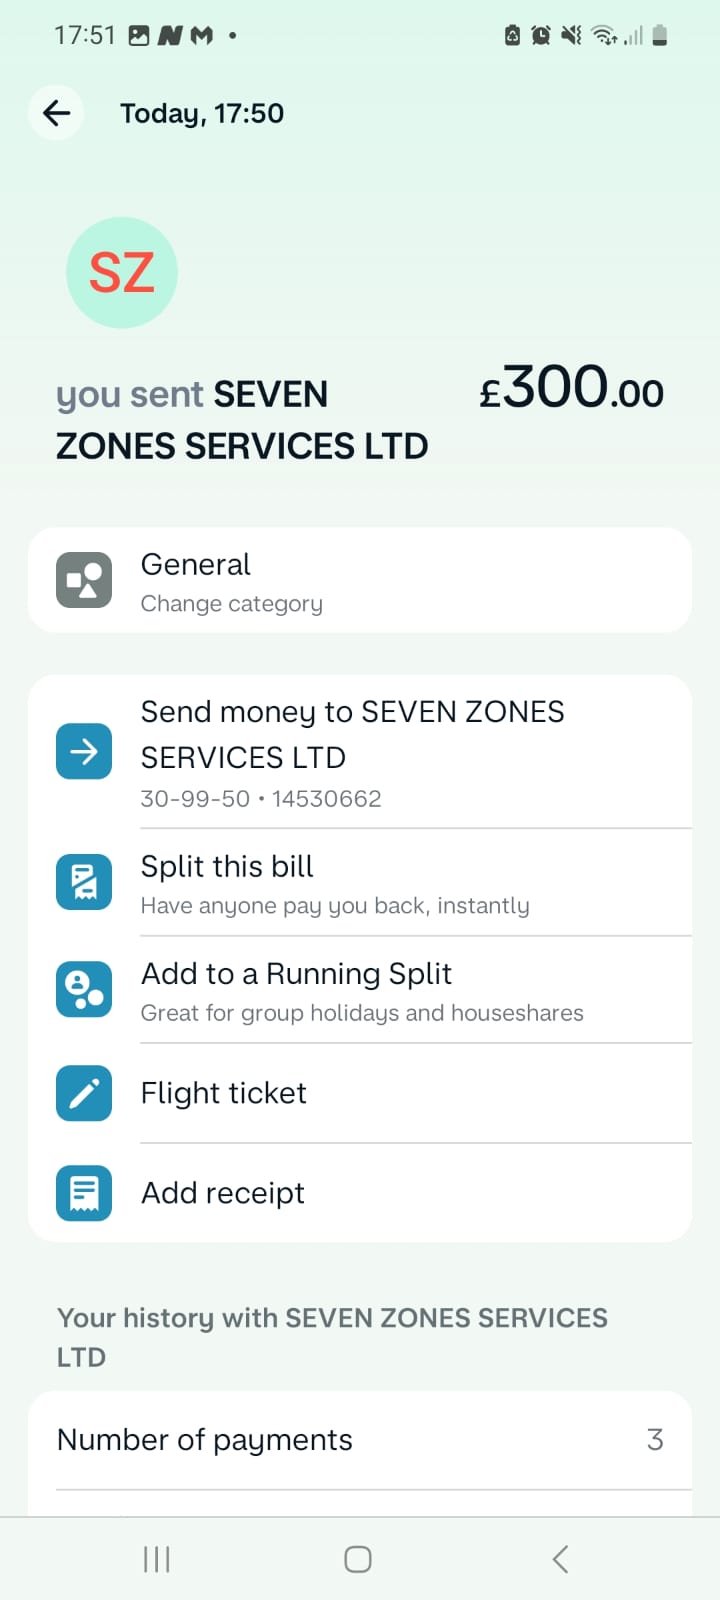 17:51
Today, 17:50
SZ
you sent SEVEN
ZONES SERVICES LTD
£300.00
General
Change category
Send money to SEVEN ZONES
SERVICES LTD
30-99-50 • 14530662
Split this bill
Have anyone pay you back, instantly
Add to a Running Split
Great for group holidays and houseshares
Flight ticket
Add receipt
Your history with SEVEN ZONES SERVICES
LTD
Number of payments
3